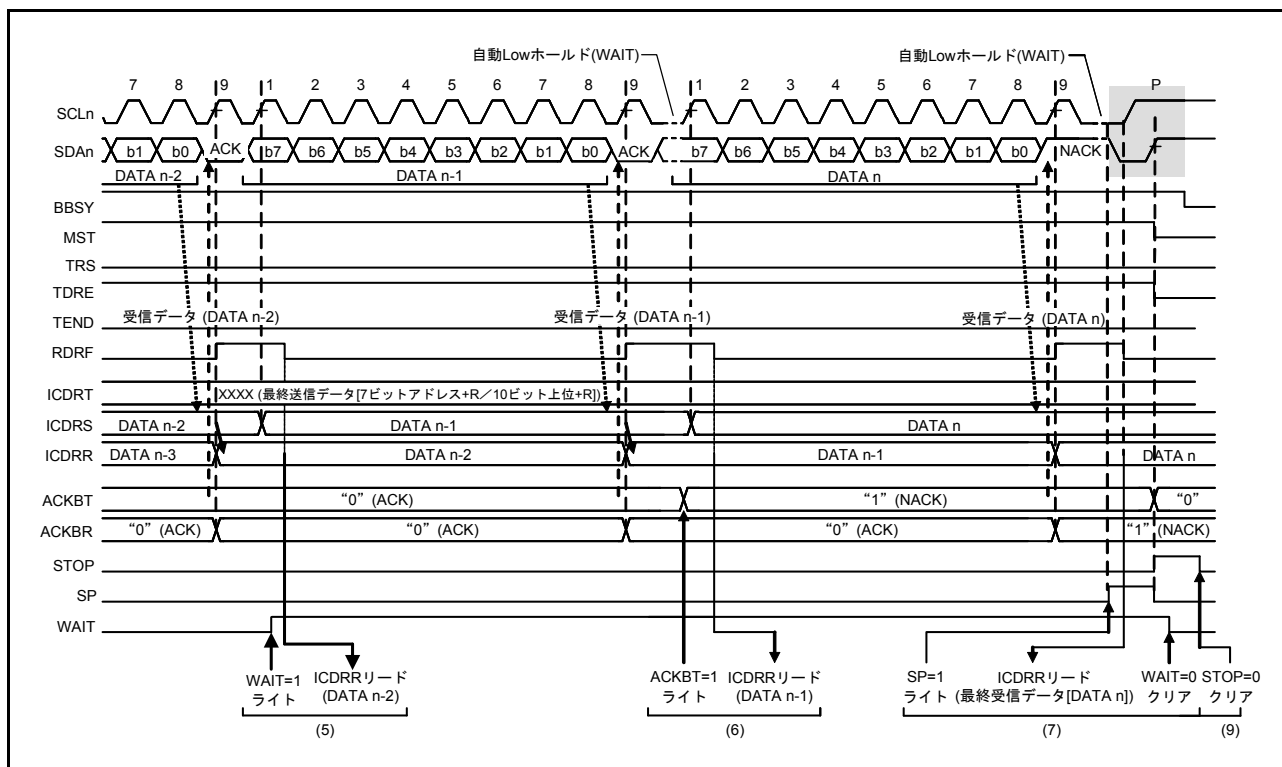 自動Lowホールド(WAIT) 自動Lowホールド(WAIT)
7 8 9 1 2 3 4 5 6 7 8 9 1 2 3 4 5 6 7 8 9 P
SCLn
SDAn b1 b0 ACK b7 b6 b5 b4 b3 b2 b1 b0 ACK b7 b6 b5 b4 b3 b2 b1 b0 NACK
DATA n-2 DATA n-1 DATA n
BBSY
MST
TRS
TDRE
TEND 受信データ (DATA n-2) 受信データ (DATA n-1) 受信データ (DATA n)
RDRF
ICDRT XXXX (最終送信データ[7ビットアドレス+R／10ビット上位+R])
ICDRS DATA n-2 DATA n-1 DATA n
ICDRR DATA n-3 DATA n-2 DATA n-1 DATA n
ACKBT “0” (ACK) “1” (NACK) “0”
ACKBR “0” (ACK) “0” (ACK) “0” (ACK) “1” (NACK)
STOP
SP
WAIT
WAIT=1 ICDRRリード ACKBT=1 ICDRRリード SP=1 ICDRRリード WAIT=0 STOP=0
ライト (DATA n-2) ライト (DATA n-1) ライト (最終受信データ[DATA n]) クリア クリア
(5) (6) (7) (9)